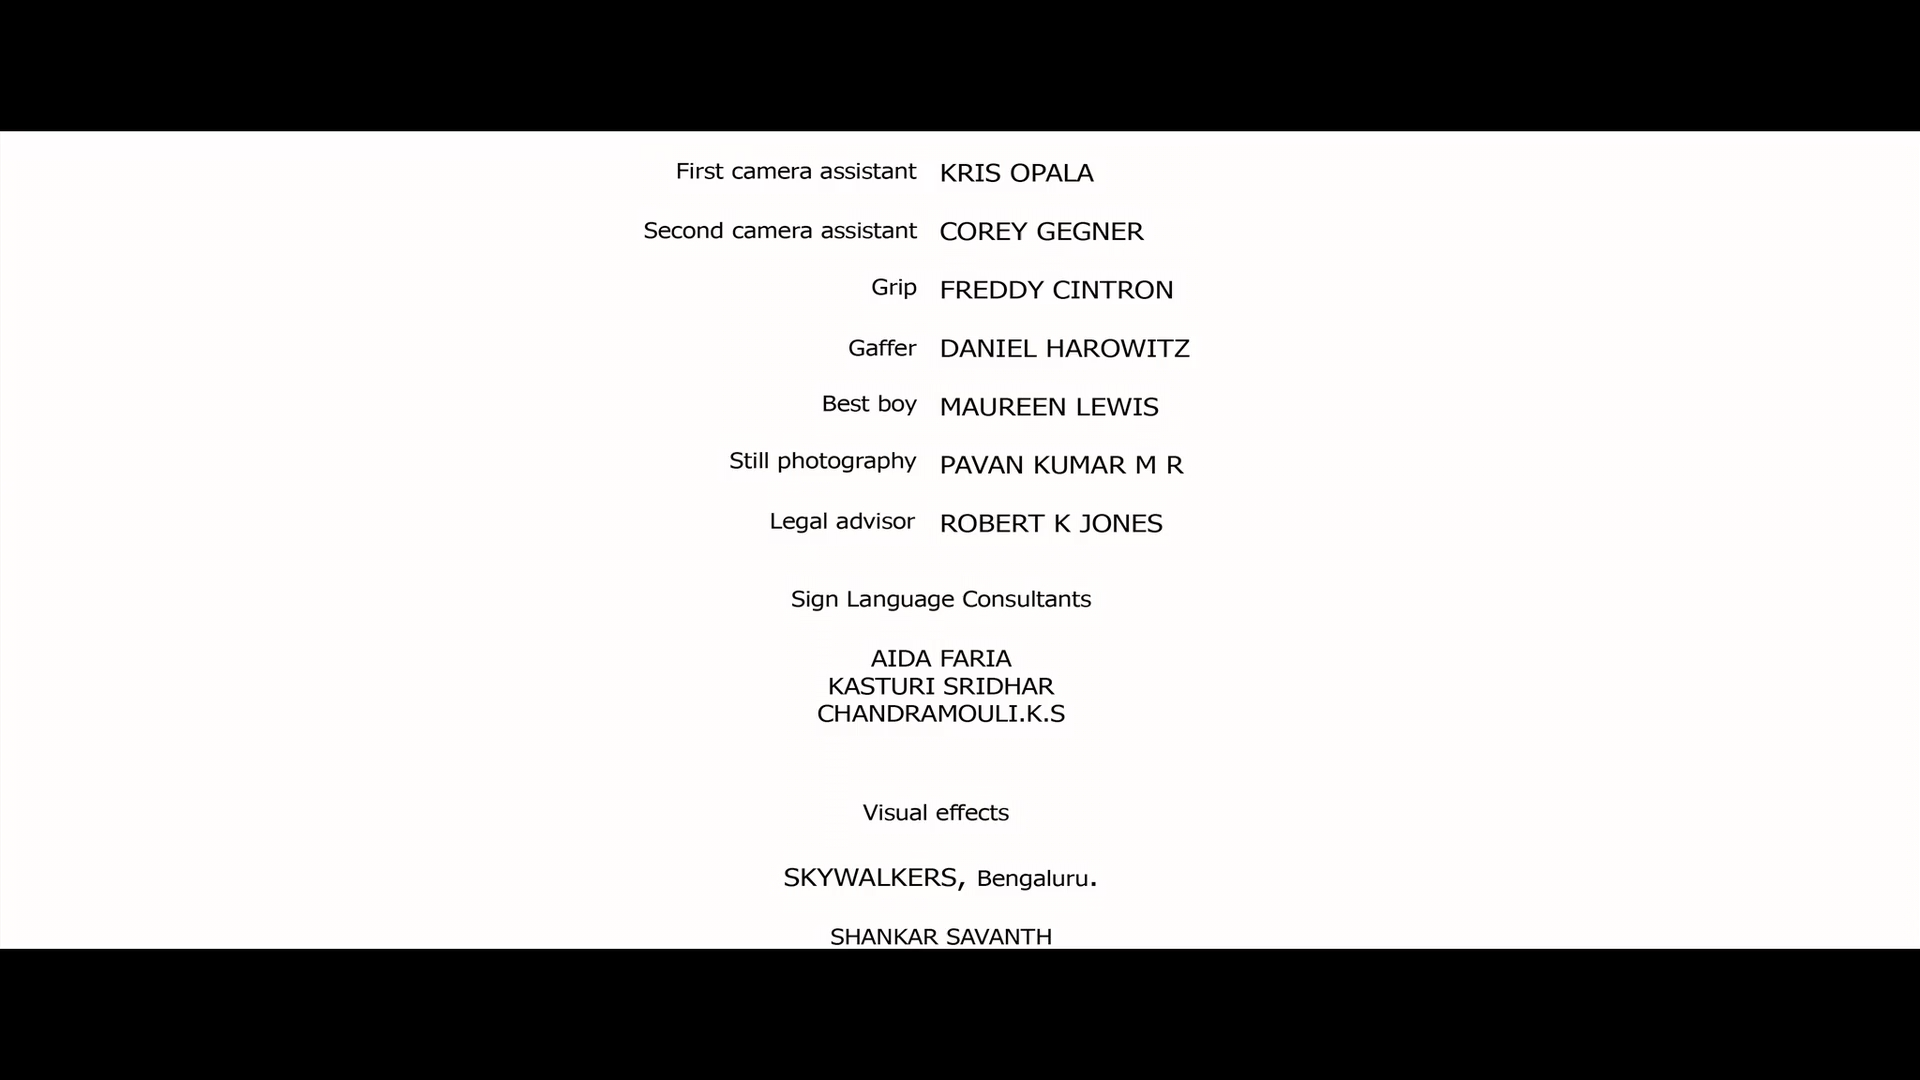 First camera assistant KRIS OPALA
Second camera assistant COREY GEGNER
Grip FREDDY CINTRON
Gaffer DANIEL HAROWITZ
Best boy MAUREEN LEWIS
Still photography PAVAN KUMAR M R
Legal advisor ROBERT K JONES
Sign Language Consultants
AIDA FARIA
KASTURI SRIDHAR
CHANDRAMOULI.K.S
Visual effects
SKYWALKERS, Bengaluru.
SHANKAR SAVANTH